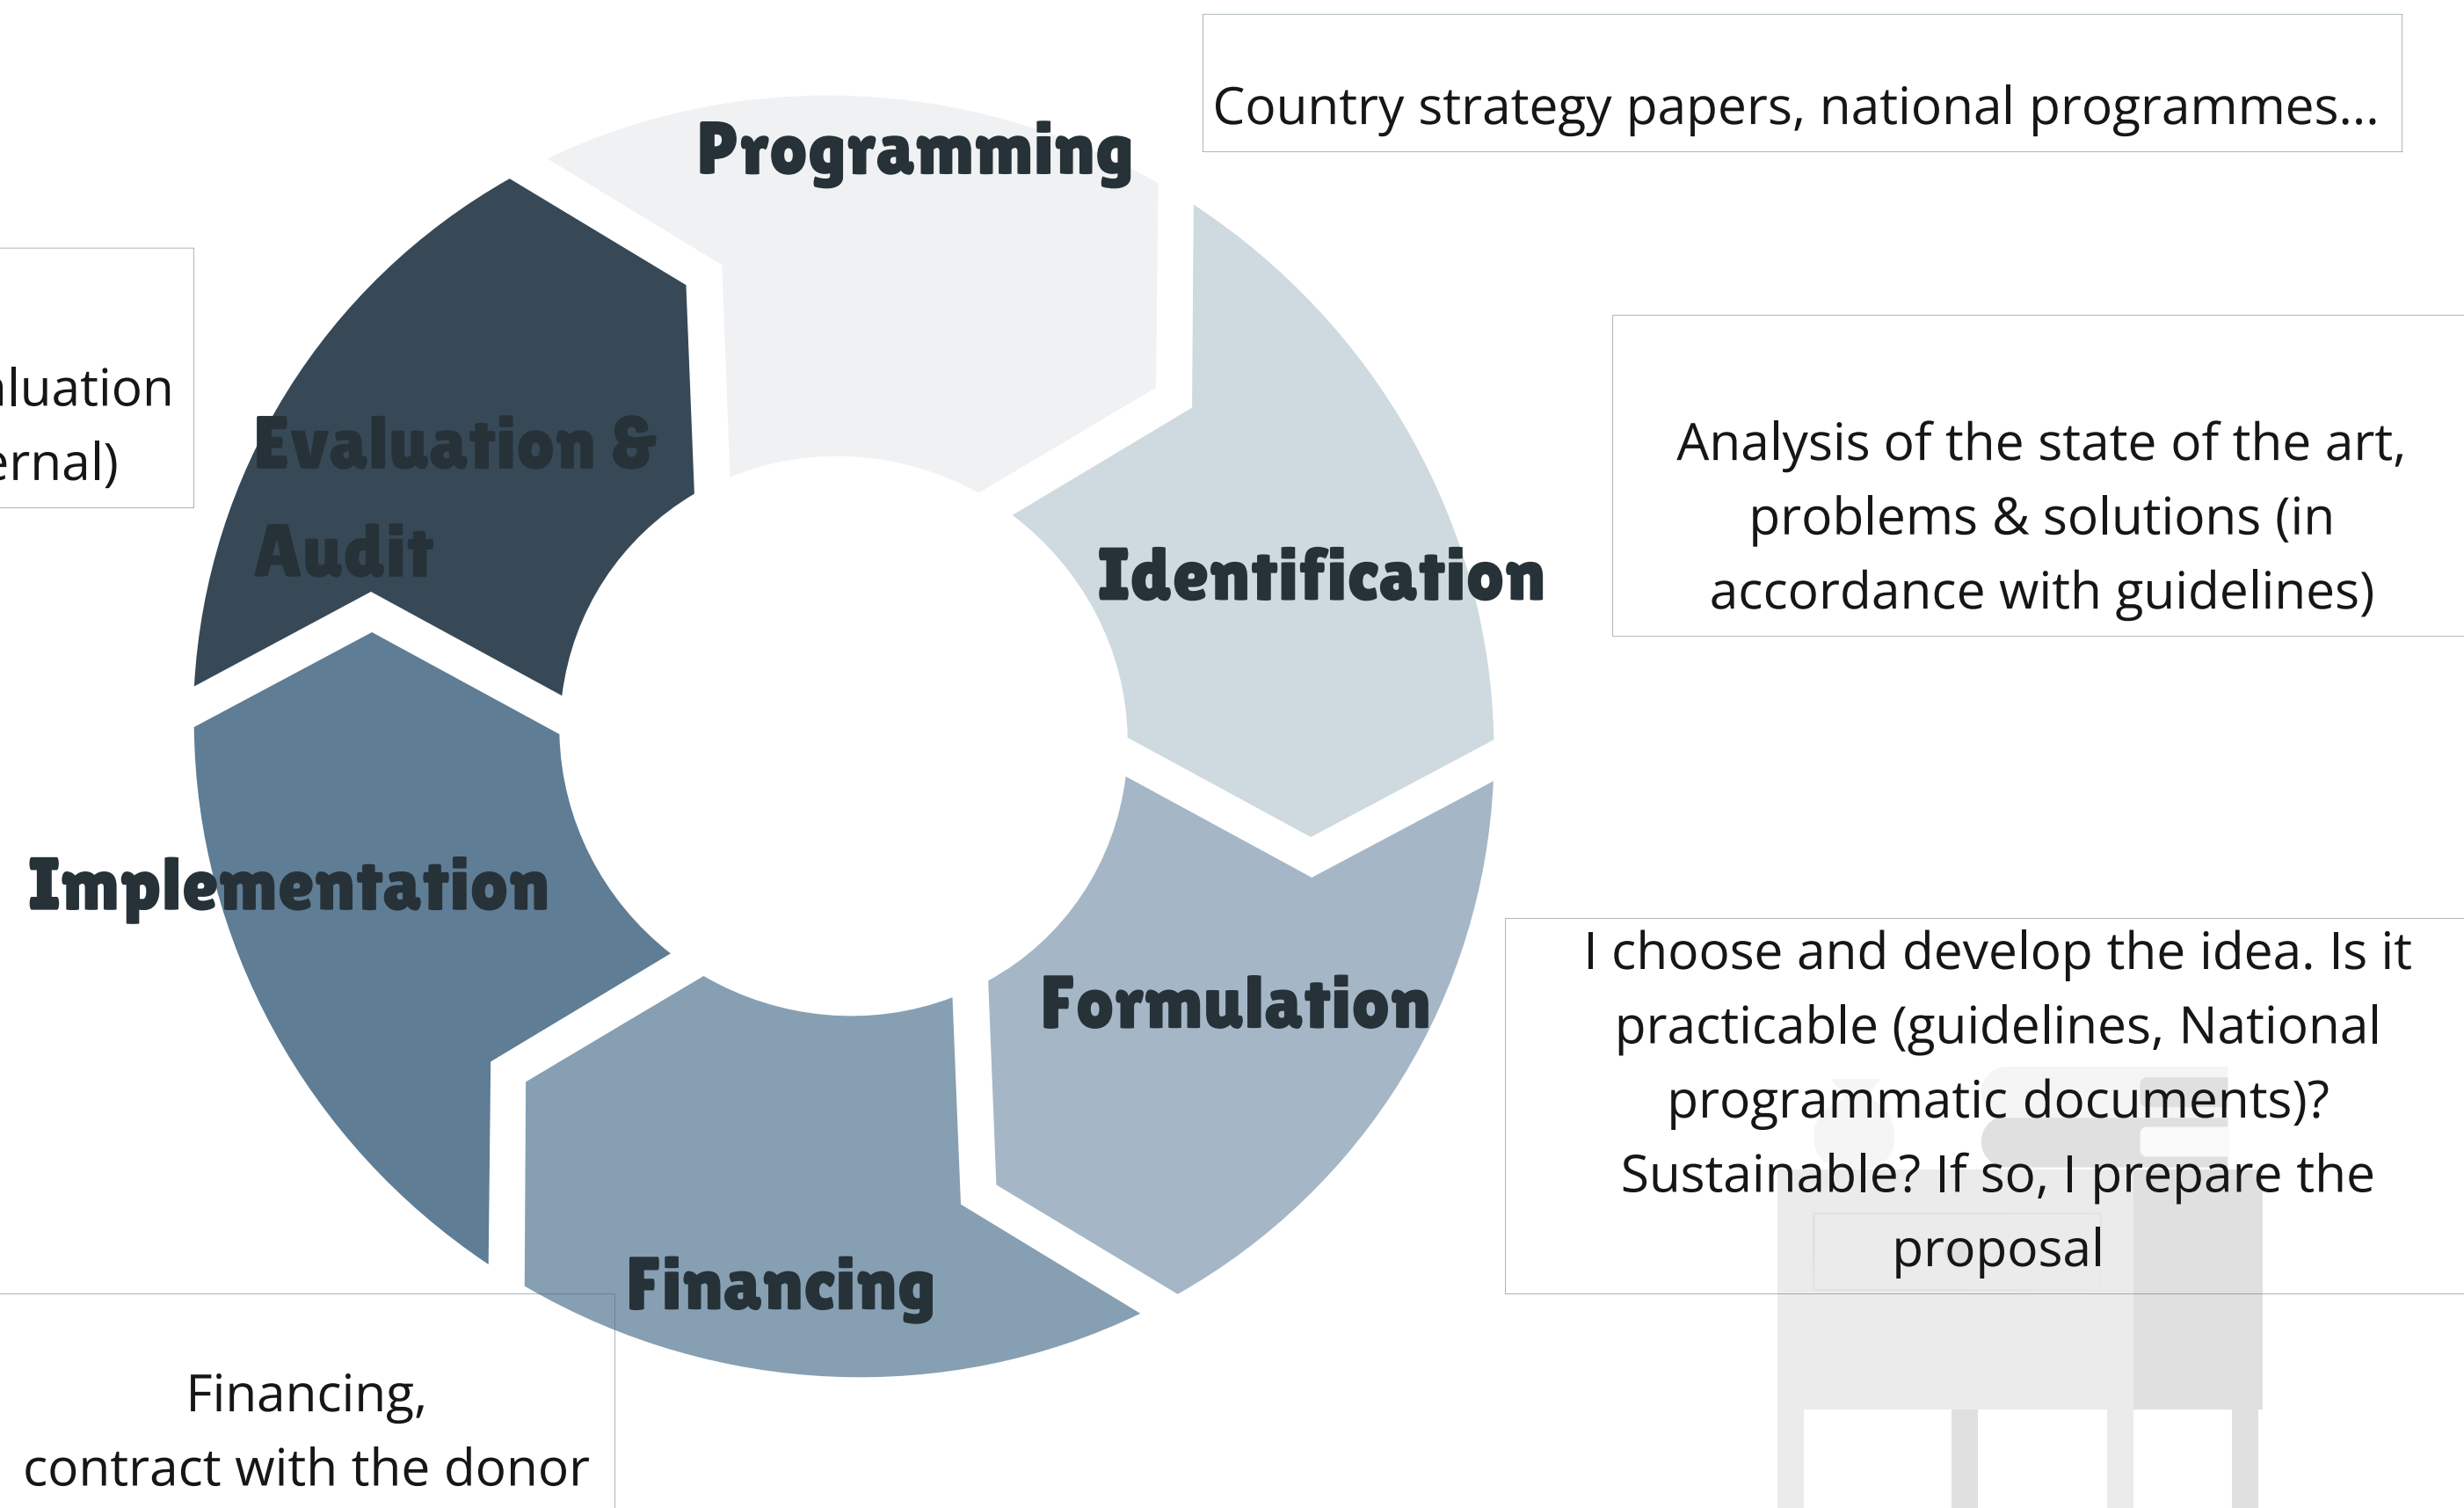 Programming
Country strategy papers, national programmes...
Evaluation &
Audit
Identification
Analysis of the state of the art,
problems & solutions (in
accordance with guidelines)
Implementation
Formulation
I choose and develop the idea. Is it
practicable (guidelines, National
programmatic documents)?
Sustainable? If so, I prepare the
proposal
Financing
Financing,
contract with the donor